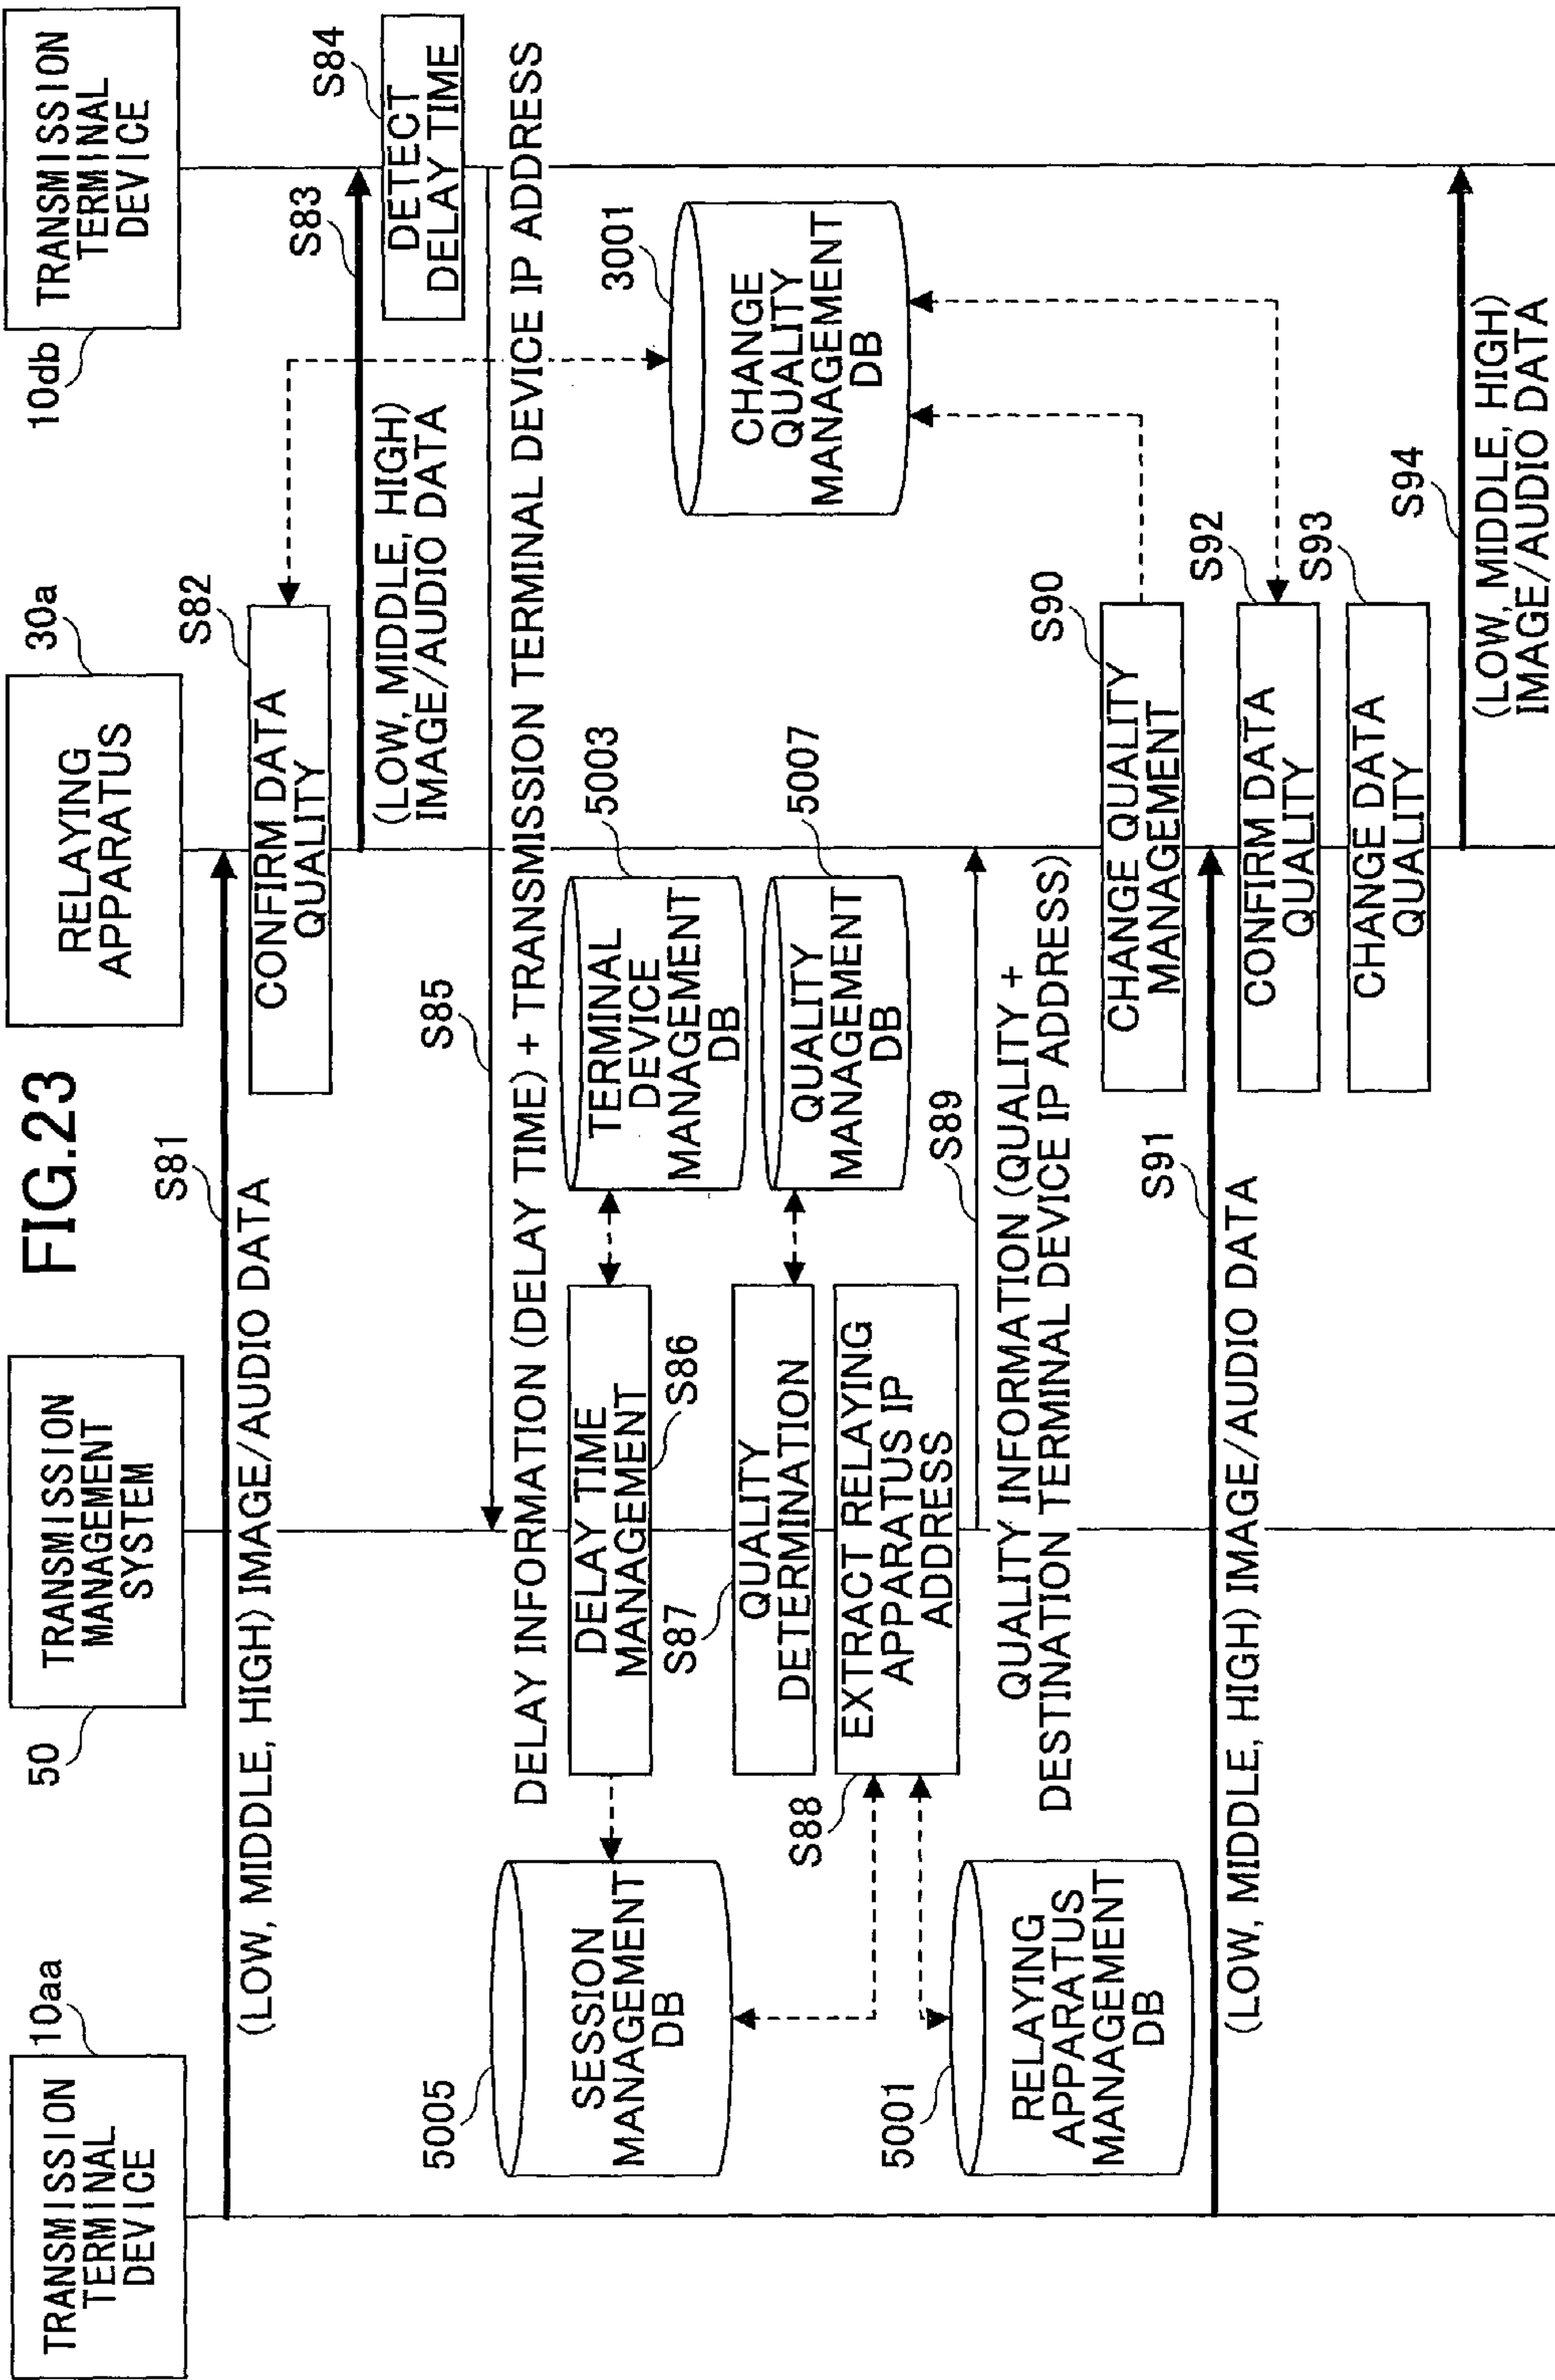 FIG.23
TRANSMISSION
TERMINAL
DEVICE
10aa
TRANSMISSION
MANAGEMENT
SYSTEM
50
RELAYING
APPARATUS
30a
TRANSMISSION
TERMINAL
DEVICE
10db
S81
(LOW, MIDDLE, HIGH) IMAGE/AUDIO DATA
S82
CONFIRM DATA
QUALITY
S83
(LOW, MIDDLE, HIGH)
IMAGE/AUDIO DATA
S84
DETECT
DELAY TIME
S85
DELAY INFORMATION (DELAY TIME) + TRANSMISSION TERMINAL DEVICE IP ADDRESS
5005
SESSION
MANAGEMENT
DB
DELAY TIME
MANAGEMENT
S86
5003
TERMINAL
DEVICE
MANAGEMENT
DB
3001
CHANGE
QUALITY
MANAGEMENT
DB
S87
QUALITY
DETERMINATION
5007
QUALITY
MANAGEMENT
DB
S88
EXTRACT RELAYING
APPARATUS IP
ADDRESS
5001
RELAYING
APPARATUS
MANAGEMENT
DB
S89
QUALITY INFORMATION (QUALITY +
DESTINATION TERMINAL DEVICE IP ADDRESS)
S90
CHANGE QUALITY
MANAGEMENT
S91
(LOW, MIDDLE, HIGH) IMAGE/AUDIO DATA
S92
CONFIRM DATA
QUALITY
S93
CHANGE DATA
QUALITY
S94
(LOW, MIDDLE, HIGH)
IMAGE/AUDIO DATA